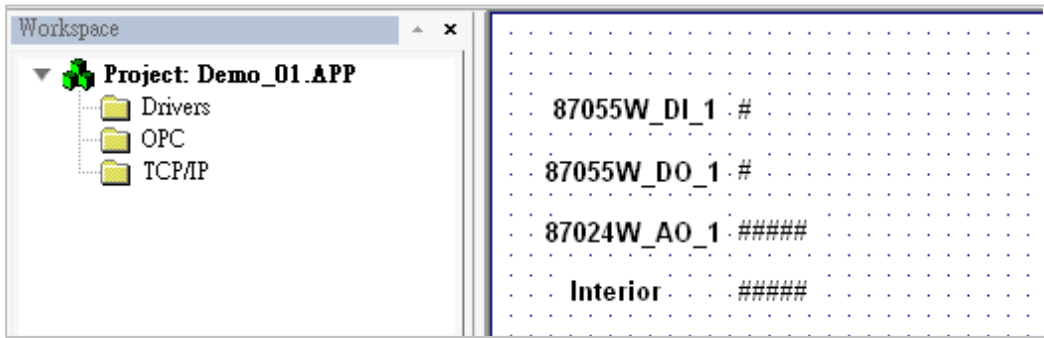 Workspace
Project: Demo_01.APP
Drivers
OPC
TCP/IP
87055W_DI_1 #
87055W_DO_1 #
87024W_AO_1 #####
Interior #####